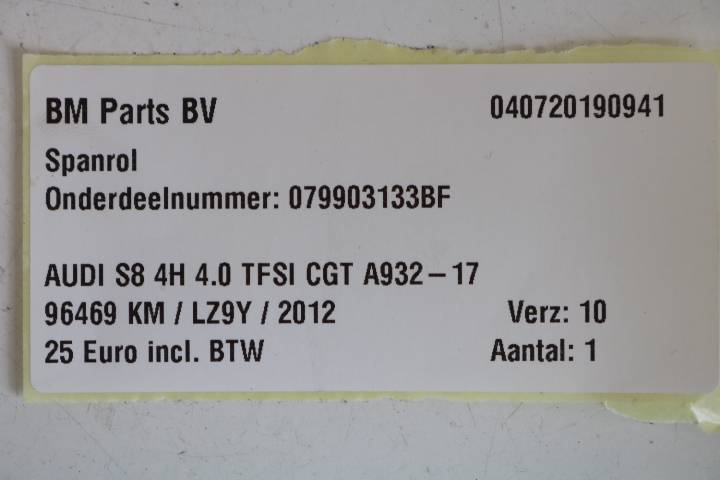 BM Parts BV 040720190941
Spanrol
Onderdeelnummer: 079903133BF
AUDI S8 4H 4.0 TFSI CGT A932-17
96469 KM / LZ9Y / 2012 Verz: 10
25 Euro incl. BTW Aantal: 1